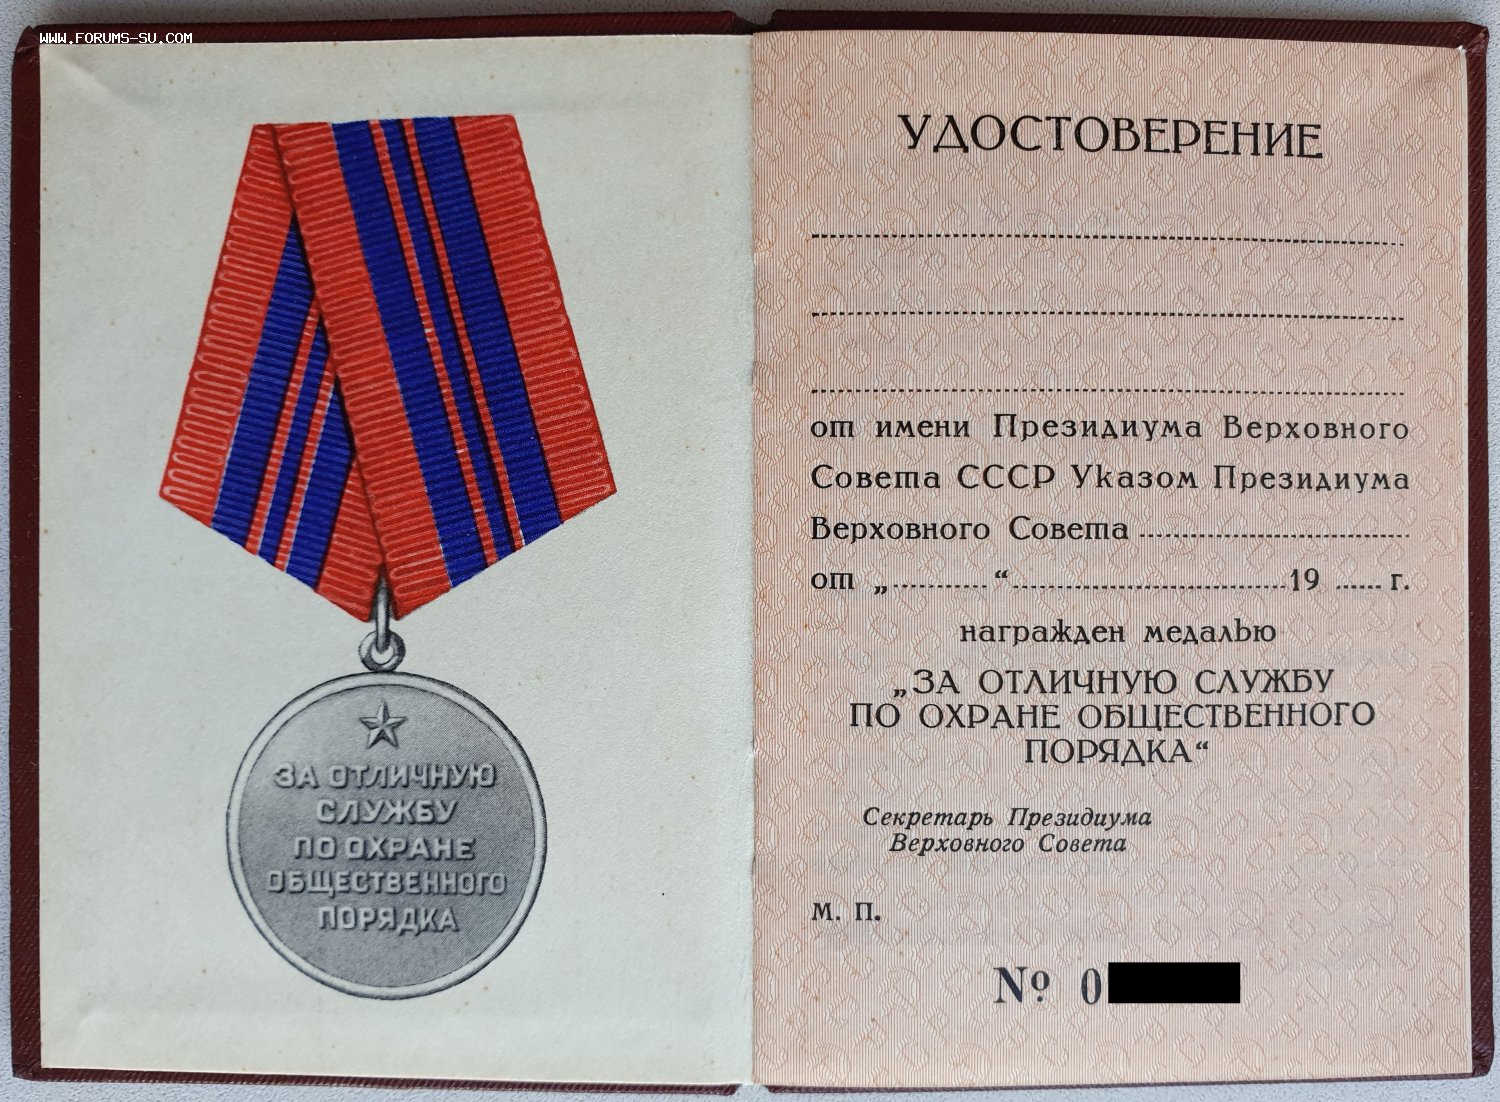 WWW.FORUMS-SU.COM
ЗА ОТЛИЧНУЮ
СЛУЖБУ
ПО ОХРАНЕ
ОБЩЕСТВЕННОГО
ПОРЯДКА
УДОСТОВЕРЕНИЕ
от имени Президиума Верховного
Совета СССР Указом Президиума
Верховного Совета
от „ “ 19 г.
награжден медалью
„ЗА ОТЛИЧНУЮ СЛУЖБУ
ПО ОХРАНЕ ОБЩЕСТВЕННОГО
ПОРЯДКА“
Секретарь Президиума
Верховного Совета
М. П.
№ 0